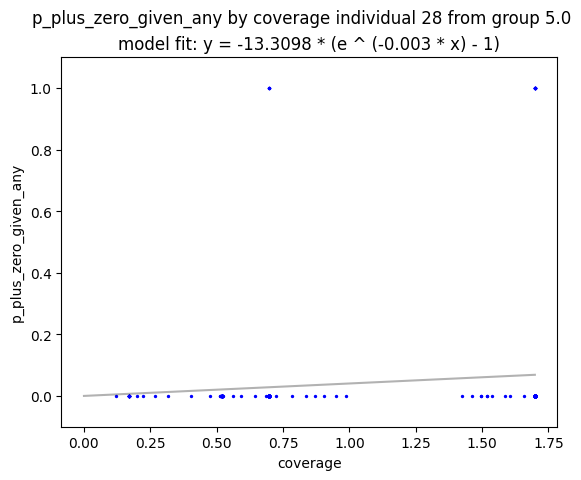 p_plus_zero_given_any by coverage individual 28 from group 5.0
model fit: y = -13.3098 * (e ^ (-0.003 * x) - 1)
p_plus_zero_given_any
1.0
0.8
0.6
0.4
0.2
0.0
0.00 0.25 0.50 0.75 1.00 1.25 1.50 1.75
coverage